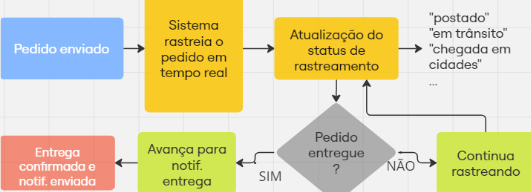 Pedido enviado
Sistema
rastreia o
pedido em
tempo real
Atualização do
status de
rastreamento
"postado"
"em trânsito"
"chegada em
cidades"
...
Pedido
entregue
?
SIM
NÃO
Continua
rastreando
Avança para
notif.
entrega
Entrega
confirmada e
notif. enviada